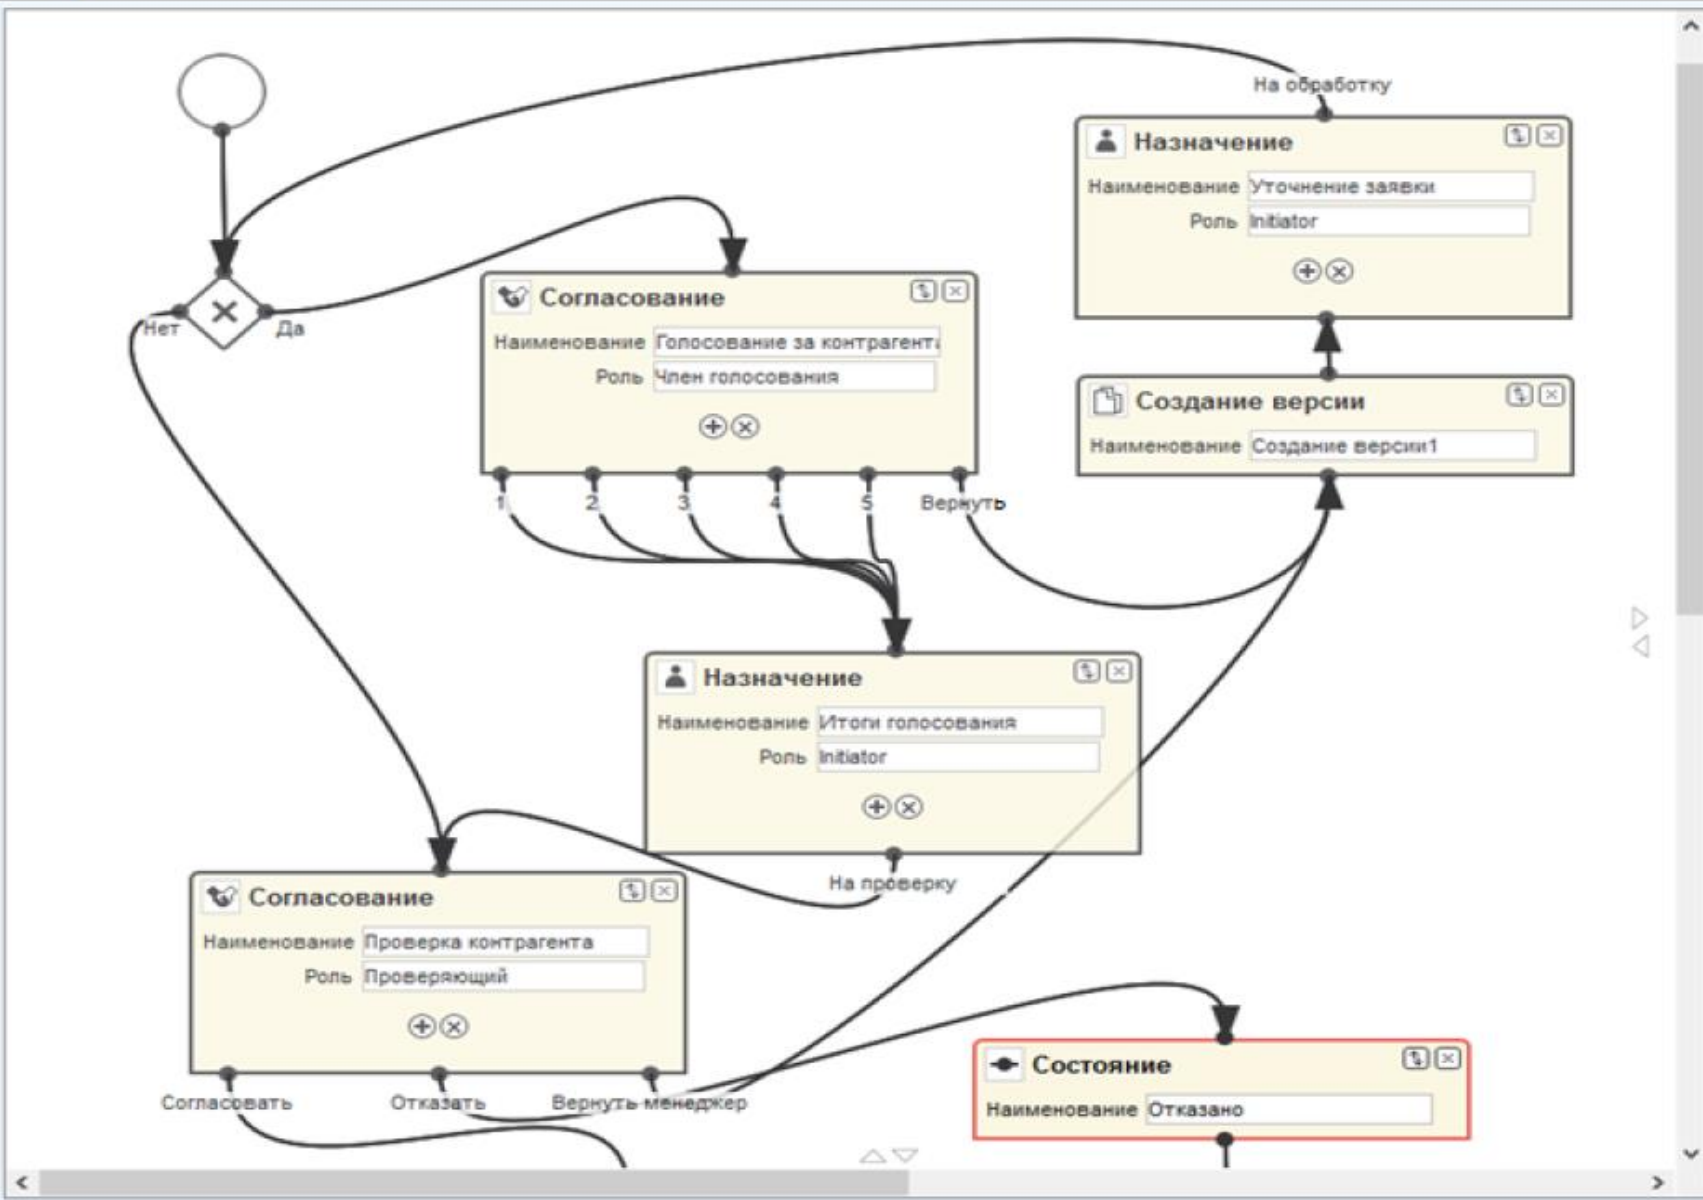 На обработку
Назначение
Наименование Уточнение заявки
Роль Initiator
Нет
Да
Согласование
Наименование Голосование за контрагента
Роль Член голосования
1 2 3 4 5 Вернуть
Создание версии
Наименование Создание версии1
Назначение
Наименование Итоги голосования
Роль Initiator
На проверку
Согласование
Наименование Проверка контрагента
Роль Проверяющий
Согласовать Отказать Вернуть менеджер
Состояние
Наименование Отказано